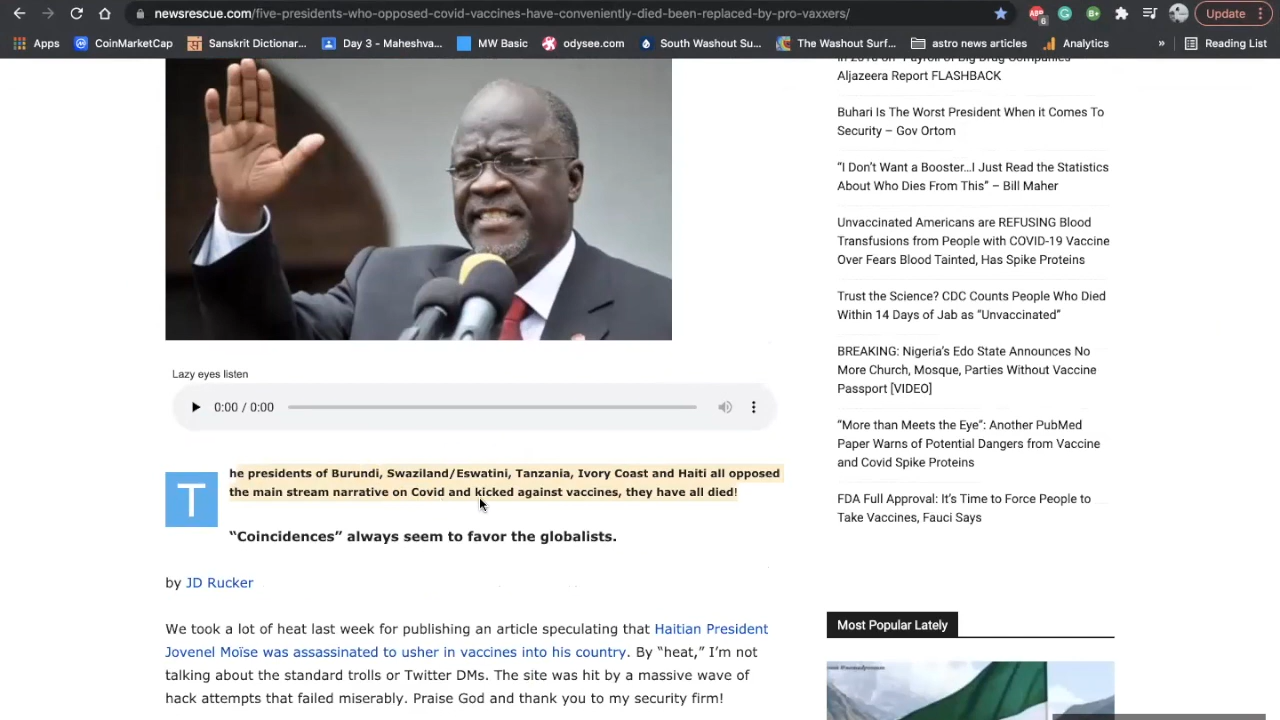 newsrescue.com/five-presidents-who-opposed-covid-vaccines-have-conveniently-died-been-replaced-by-pro-vaxxers/
6
Update
Apps
CoinMarketCap
Sanskrit Dictionar...
Day 3 - Maheshva...
MW Basic
odysee.com
South Washout Su...
The Washout Surf...
astro news articles
Analytics
»
Reading List
Lazy eyes listen
0:00 / 0:00
The presidents of Burundi, Swaziland/Eswatini, Tanzania, Ivory Coast and Haiti all opposed
the main stream narrative on Covid and kicked against vaccines, they have all died!
“Coincidences” always seem to favor the globalists.
by JD Rucker
We took a lot of heat last week for publishing an article speculating that Haitian President
Jovenel Moïse was assassinated to usher in vaccines into his country. By “heat,” I’m not
talking about the standard trolls or Twitter DMs. The site was hit by a massive wave of
hack attempts that failed miserably. Praise God and thank you to my security firm!
Aljazeera Report FLASHBACK
Buhari Is The Worst President When it Comes To
Security – Gov Ortom
“I Don’t Want a Booster...I Just Read the Statistics
About Who Dies From This” – Bill Maher
Unvaccinated Americans are REFUSING Blood
Transfusions from People with COVID-19 Vaccine
Over Fears Blood Tainted, Has Spike Proteins
Trust the Science? CDC Counts People Who Died
Within 14 Days of Jab as “Unvaccinated”
BREAKING: Nigeria’s Edo State Announces No
More Church, Mosque, Parties Without Vaccine
Passport [VIDEO]
“More than Meets the Eye”: Another PubMed
Paper Warns of Potential Dangers from Vaccine
and Covid Spike Proteins
FDA Full Approval: It’s Time to Force People to
Take Vaccines, Fauci Says
Most Popular Lately